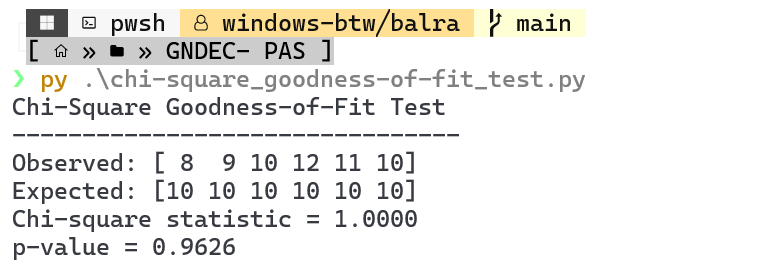 pwsh windows-btw/balra main
[ » » GNDEC- PAS ]
❯ py .\chi-square_goodness-of-fit_test.py
Chi-Square Goodness-of-Fit Test
--------------------------------
Observed: [ 8  9 10 12 11 10]
Expected: [10 10 10 10 10 10]
Chi-square statistic = 1.0000
p-value = 0.9626